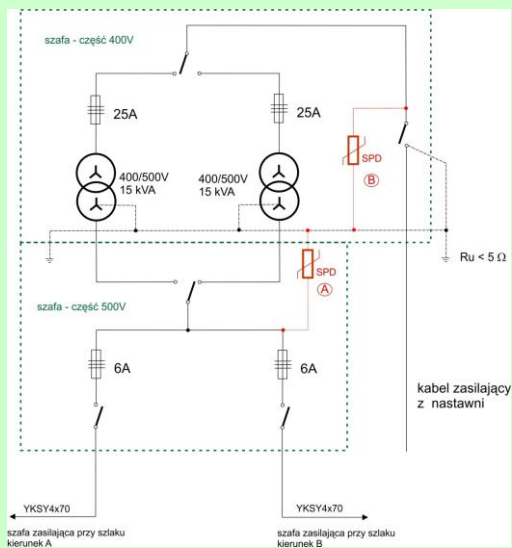 szafa - część 400V
25A
25A
400/500V
15 kVA
400/500V
15 kVA
SPD
B
Ru < 5 Ω
SPD
A
szafa - część 500V
6A
6A
kabel zasilający
z nastawni
YKSY4x70
YKSY4x70
szafa zasilająca przy szlaku
kierunek A
szafa zasilająca przy szlaku
kierunek B